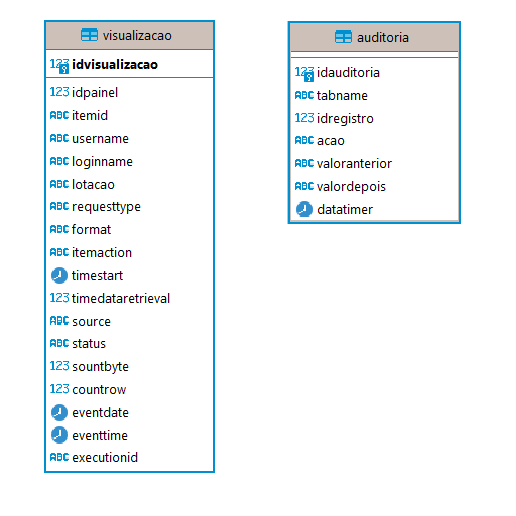 visualizacao
123 idvisualizacao
123 idpainel
ABC itemid
ABC username
ABC loginname
ABC lotacao
ABC requesttype
ABC format
ABC itemaction
timestart
123 timedataretrieval
ABC source
ABC status
123 sountbyte
123 countrow
eventdate
eventtime
ABC executionid
auditoria
123 idauditoria
ABC tabname
123 idregistro
ABC acao
ABC valoranterior
ABC valordepois
datatimer